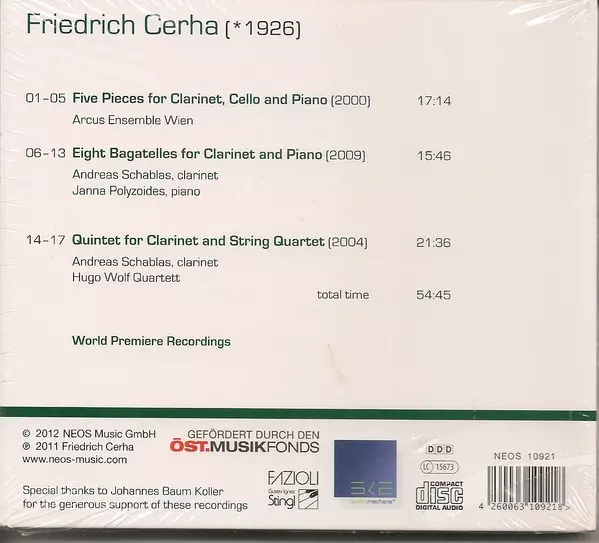 Friedrich Cerha (*1926)
01–05 Five Pieces for Clarinet, Cello and Piano (2000) 17:14
Arcus Ensemble Wien
06–13 Eight Bagatelles for Clarinet and Piano (2009) 15:46
Andreas Schablas, clarinet
Janna Polyzoides, piano
14–17 Quintet for Clarinet and String Quartet (2004) 21:36
Andreas Schablas, clarinet
Hugo Wolf Quartett
total time 54:45
World Premiere Recordings
© 2012 NEOS Music GmbH
℗ 2011 Friedrich Cerha
www.neos-music.com
GEFÖRDERT DURCH DEN
ÖST.MUSIKFONDS
Special thanks to Johannes Baum Koller
for the generous support of these recordings
FAZIOLI
Stingl
SKE
austromechana
DDD
LC 15673
COMPACT
disc
DIGITAL AUDIO
NEOS 10921
4 260063 109218